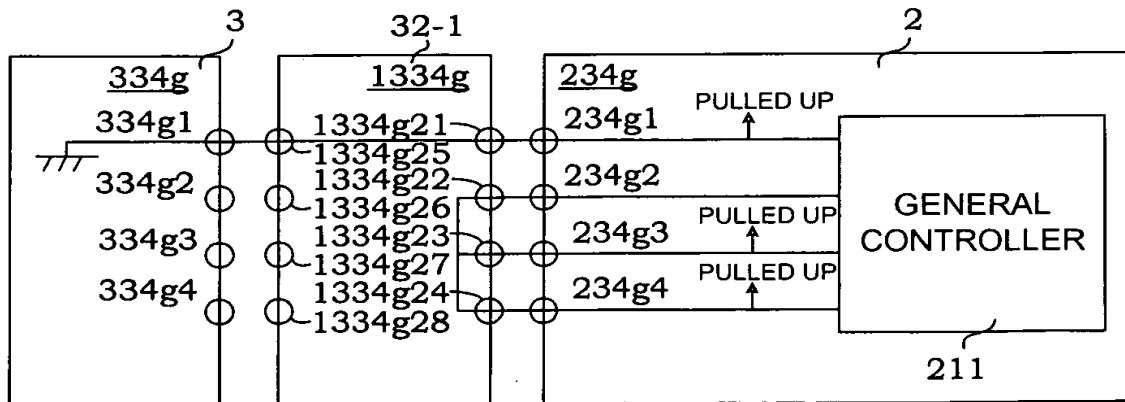 3
32-1
2
334g
1334g
234g
PULLED UP
334g1
1334g21
234g1
1334g25
334g2
1334g22
234g2
1334g26
PULLED UP
334g3
1334g23
234g3
1334g27
PULLED UP
334g4
1334g24
234g4
1334g28
GENERAL
CONTROLLER
211